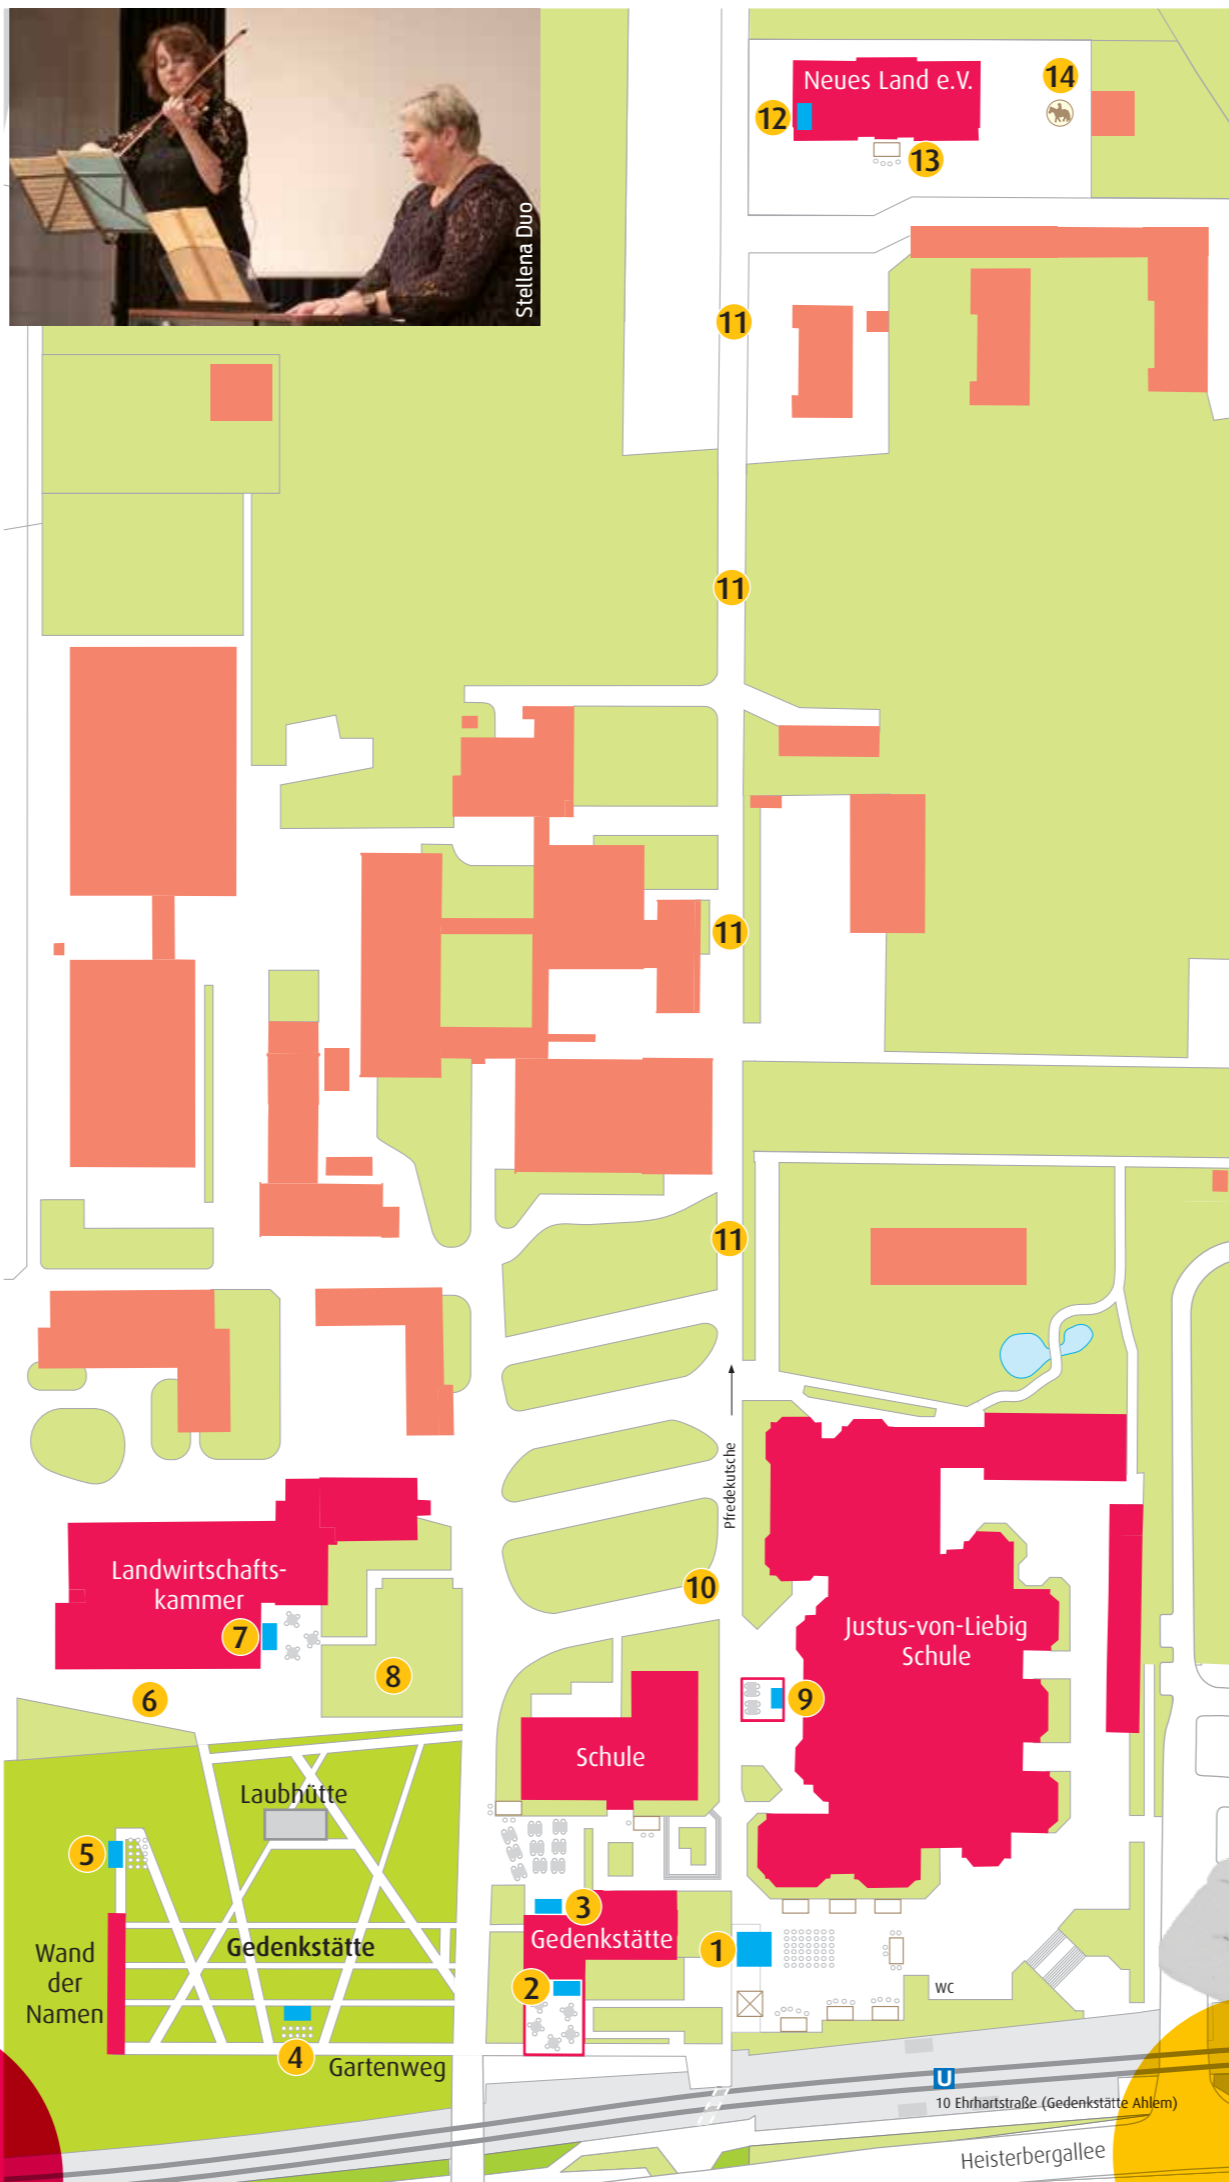 Stellena Duo
Neues Land e.V.
14
12
13
11
11
11
11
Pfredekutsche
10
Landwirtschafts-
kammer
7
8
6
Justus-von-Liebig
Schule
9
Schule
Laubhütte
5
3
Gedenkstätte
1
2
Wand
der
Namen
Gedenkstätte
4
Gartenweg
WC
U
10 Ehrhartstraße (Gedenkstätte Ahlem)
Heisterbergallee